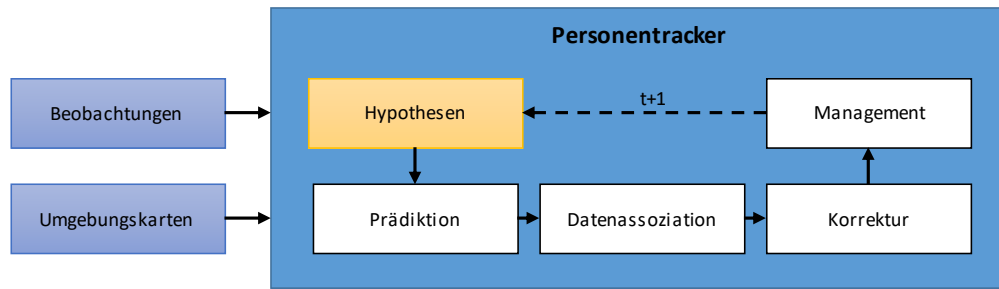 Personentracker
Beobachtungen
Hypothesen
t+1
Management
Umgebungskarten
Prädiktion
Datenassoziation
Korrektur